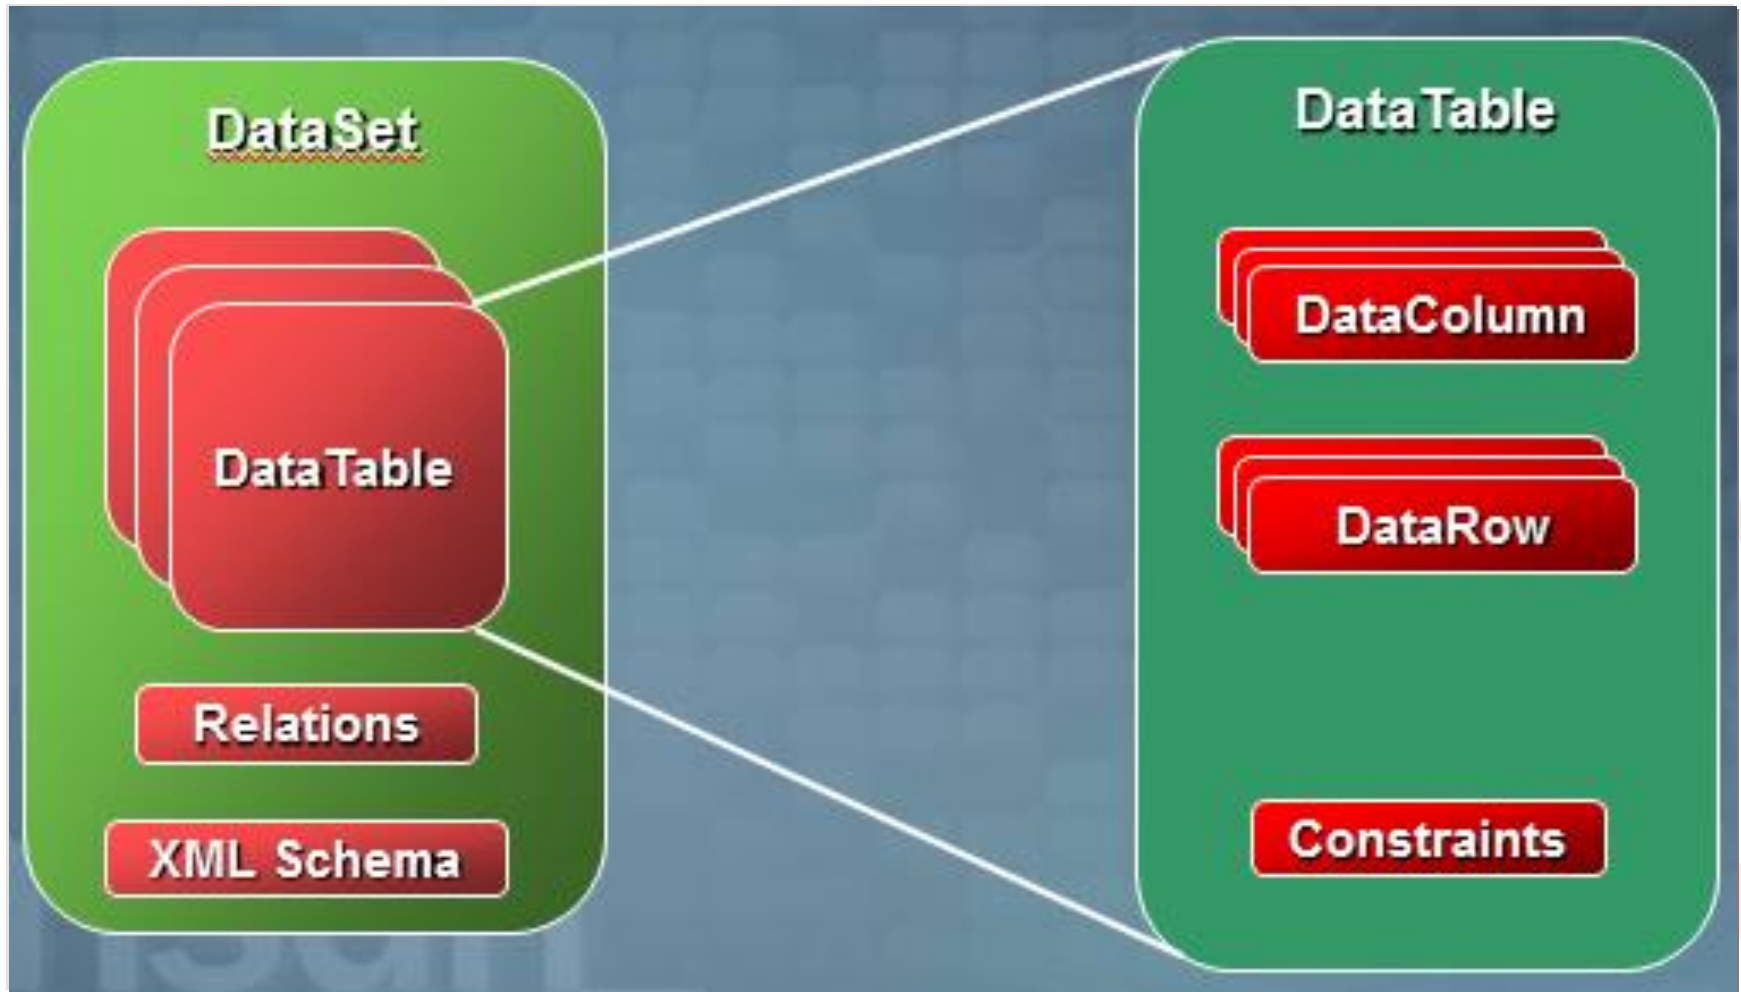 DataSet
DataTable
Relations
XML Schema
DataTable
DataColumn
DataRow
Constraints